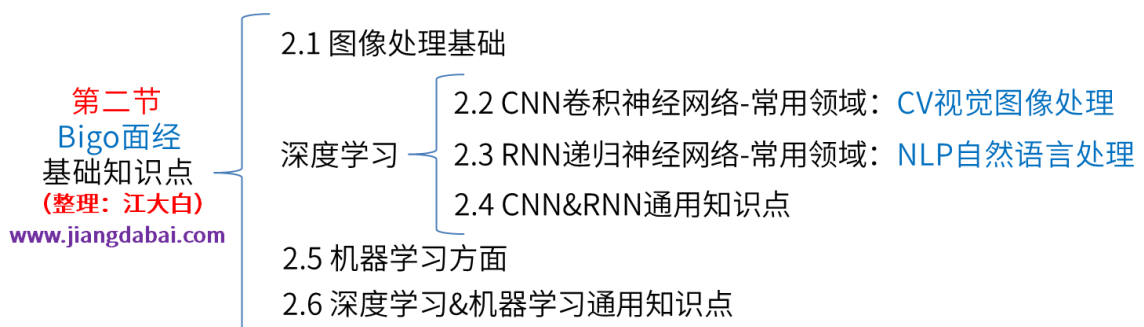 第二节
Bigo面经
基础知识点
（整理：江大白）
www.jiangdabai.com
2.1 图像处理基础
深度学习
2.2 CNN卷积神经网络-常用领域：CV视觉图像处理
2.3 RNN递归神经网络-常用领域：NLP自然语言处理
2.4 CNN&RNN通用知识点
2.5 机器学习方面
2.6 深度学习&机器学习通用知识点